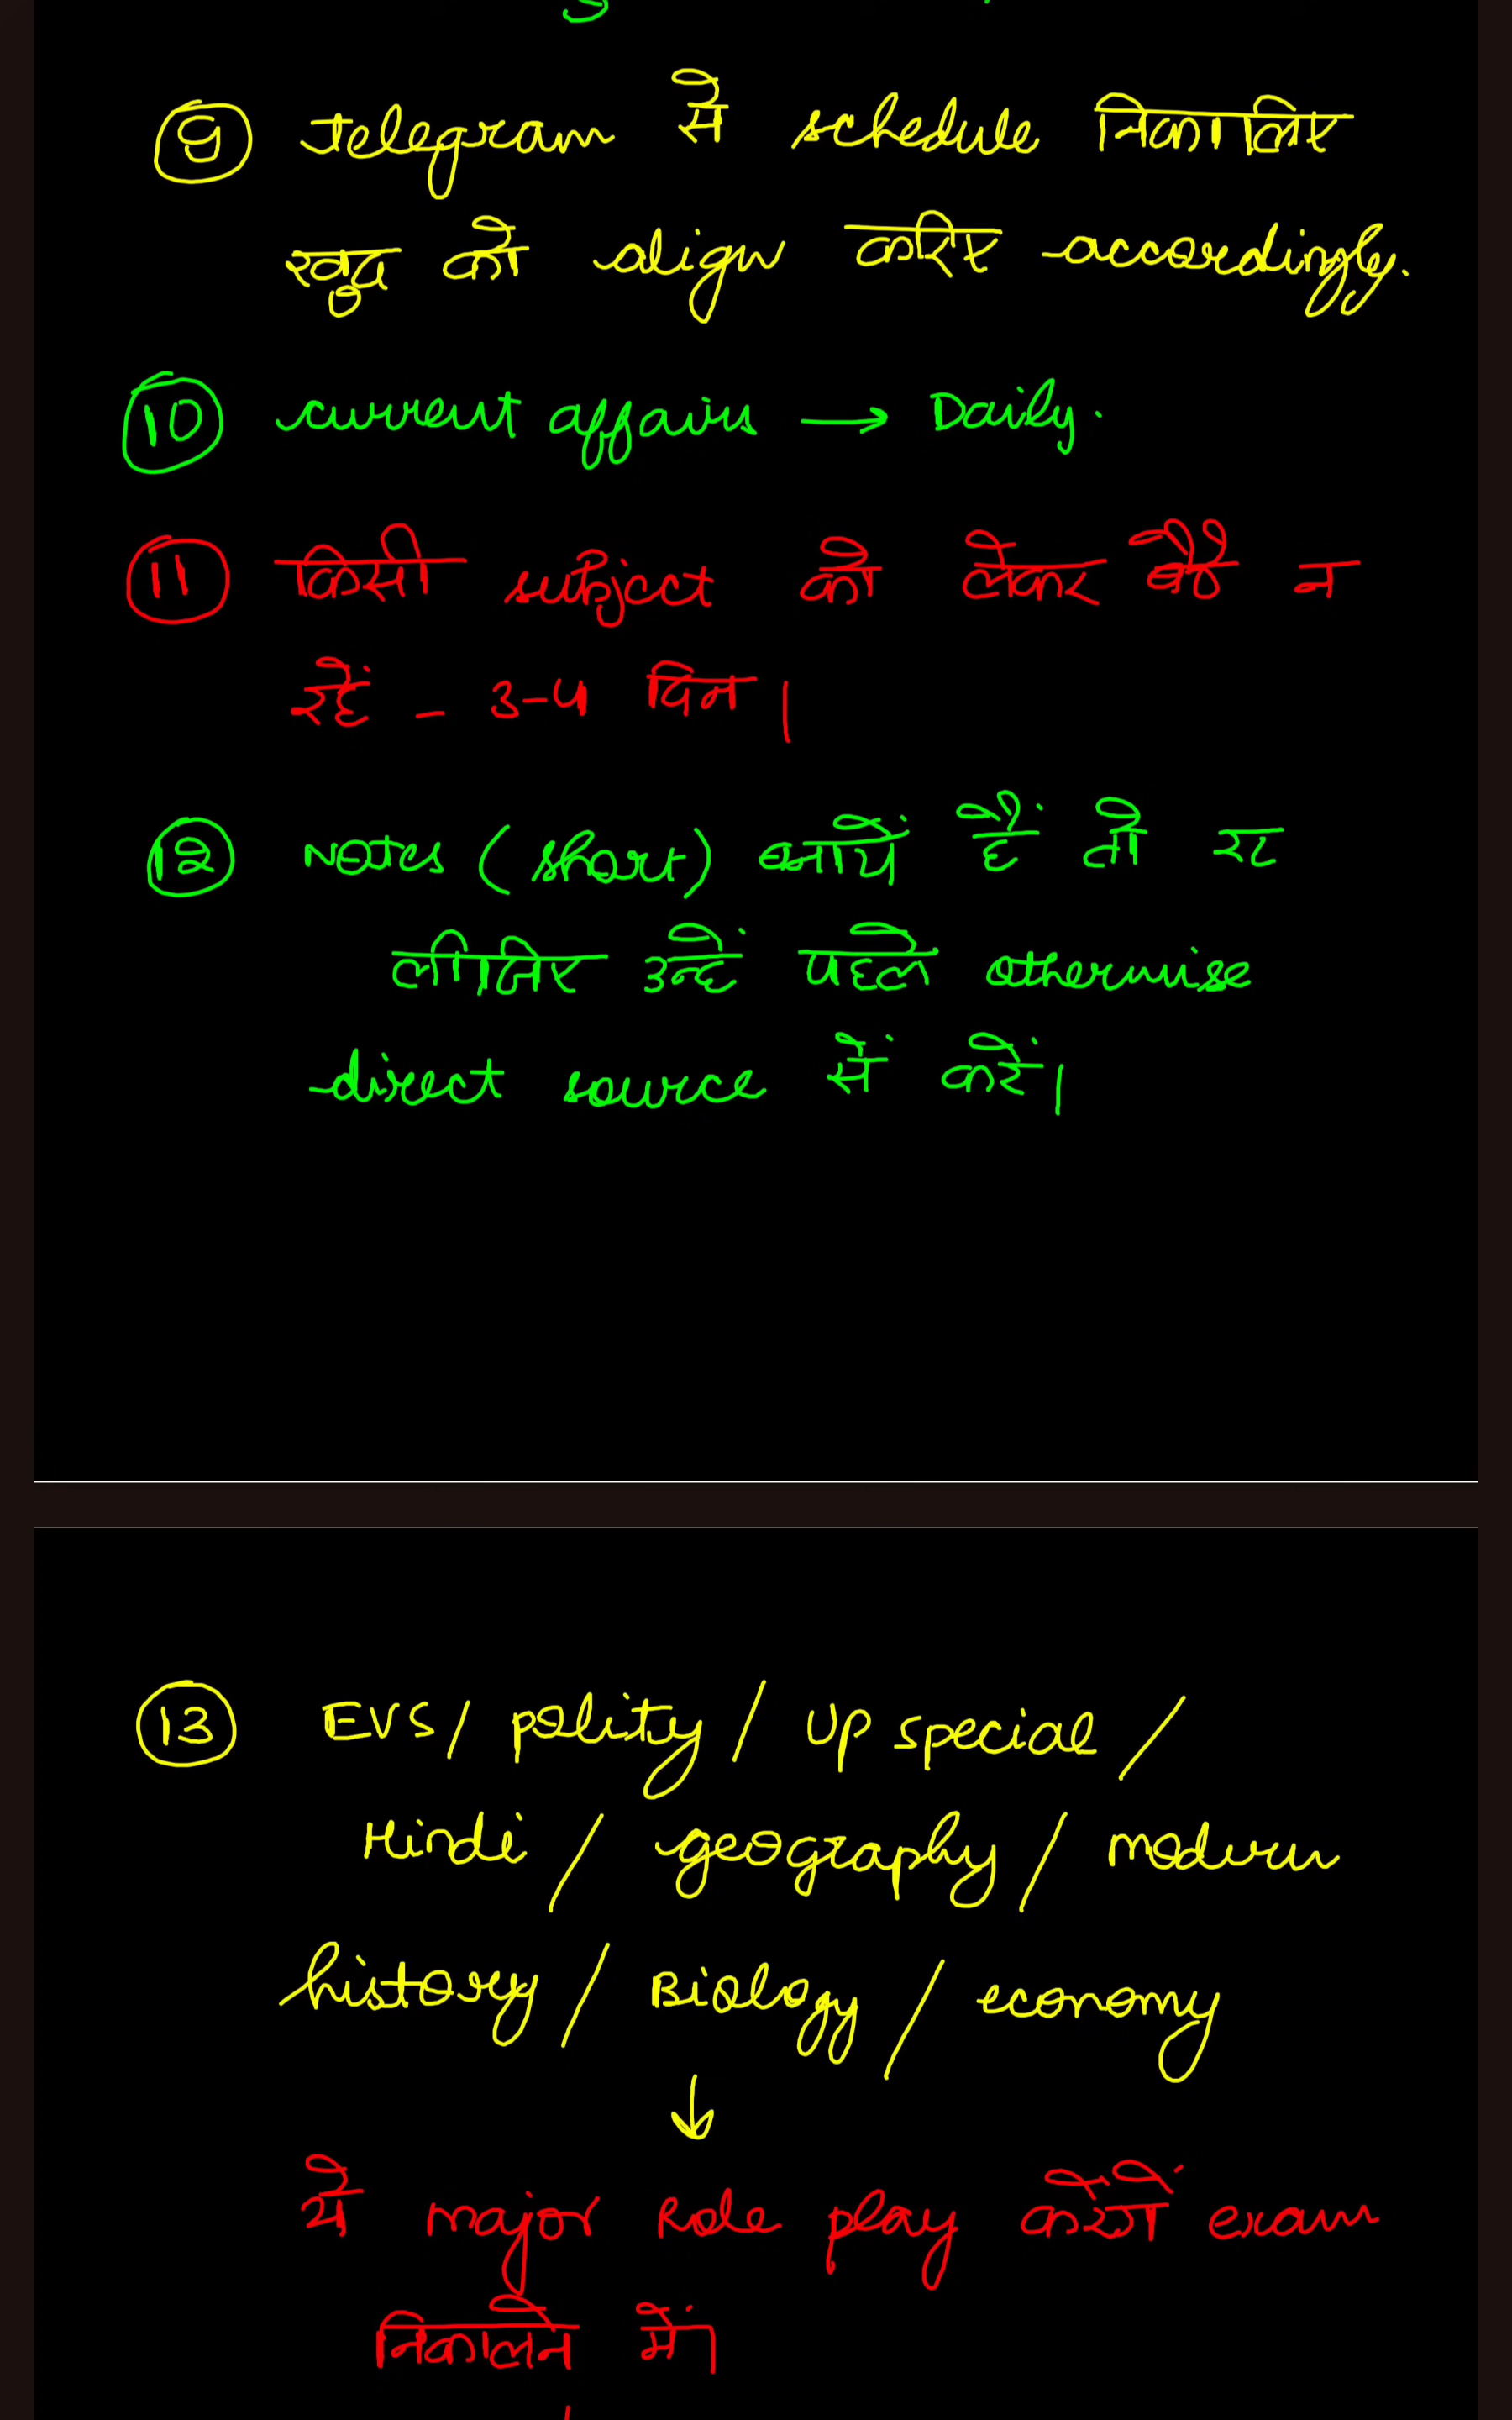 9 Telegram से schedule निकालिए
खुद को align करिए accordingly.
10 current affairs → Daily.
11 किसी subject को लेकर बैठे न
रहें - 3-4 दिन।
12 Notes (short) बनायें हैं तो रट
लीजिए उन्हें पहले otherwise
direct source सें करें।
13 EVS / polity / UP special /
Hindi / geography / modern
history / Biology / economy
↓
ये major Role play करेंगें exam
निकालने में।